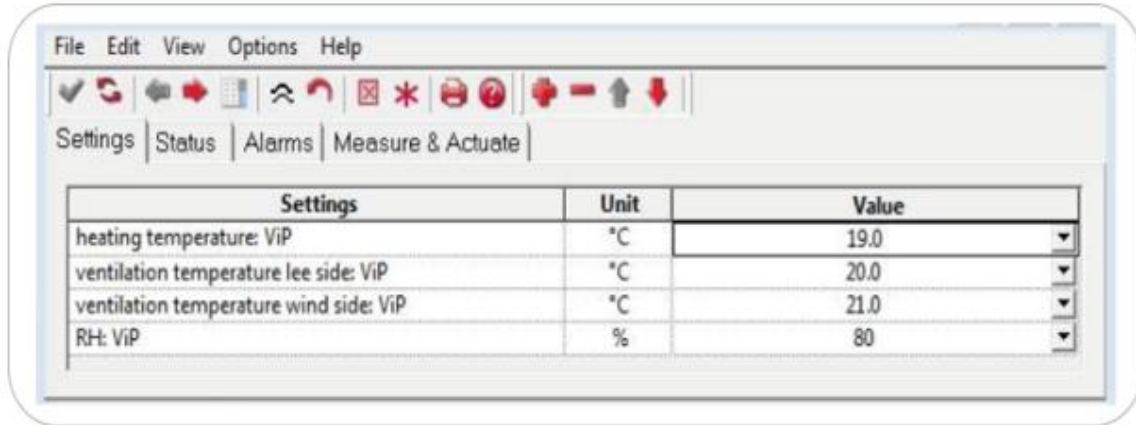 File Edit View Options Help
Settings Status Alarms Measure & Actuate
Settings Unit Value
heating temperature: ViP °C 19.0
ventilation temperature lee side: ViP °C 20.0
ventilation temperature wind side: ViP °C 21.0
RH: ViP % 80